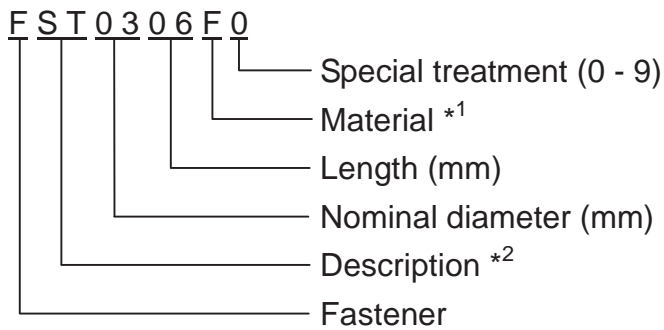 F S T 0 3 0 6 F 0
Special treatment (0 - 9)
Material *1
Length (mm)
Nominal diameter (mm)
Description *2
Fastener